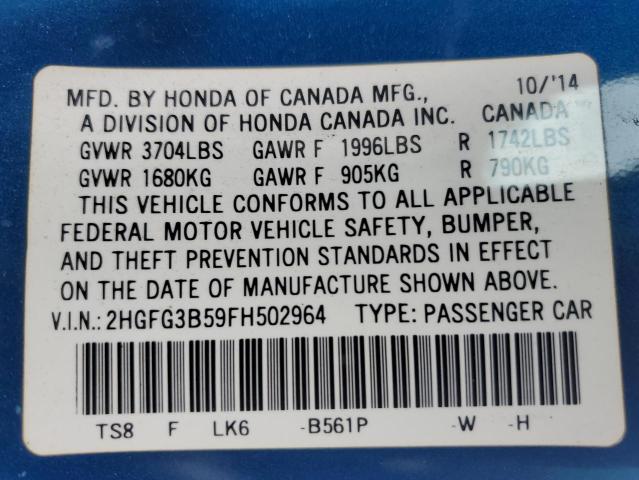 MFD. BY HONDA OF CANADA MFG., 10/'14
A DIVISION OF HONDA CANADA INC. CANADA
GVWR 3704LBS GAWR F 1996LBS R 1742LBS
GVWR 1680KG GAWR F 905KG R 790KG
THIS VEHICLE CONFORMS TO ALL APPLICABLE
FEDERAL MOTOR VEHICLE SAFETY, BUMPER,
AND THEFT PREVENTION STANDARDS IN EFFECT
ON THE DATE OF MANUFACTURE SHOWN ABOVE.
V.I.N.: 2HGFG3B59FH502964 TYPE: PASSENGER CAR
TS8 F LK6 -B561P -W -H